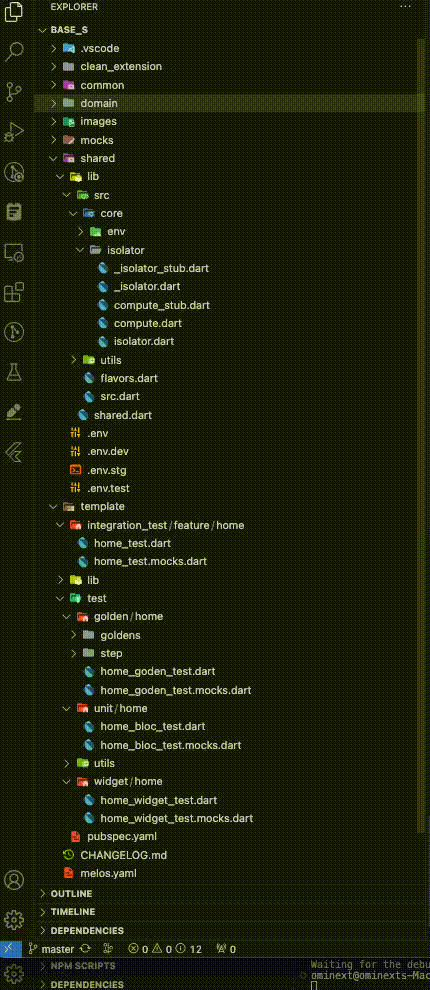 EXPLORER
BASE_S
.vscode
clean_extension
common
domain
images
mocks
shared
lib
src
core
env
isolator
_isolator_stub.dart
_isolator.dart
compute_stub.dart
compute.dart
isolator.dart
utils
flavors.dart
src.dart
shared.dart
.env
.env.dev
.env.stg
.env.test
template
integration_test/feature/home
home_test.dart
home_test.mocks.dart
lib
test
golden/home
goldens
step
home_goden_test.dart
home_goden_test.mocks.dart
unit/home
home_bloc_test.dart
home_bloc_test.mocks.dart
utils
widget/home
home_widget_test.dart
home_widget_test.mocks.dart
pubspec.yaml
CHANGELOG.md
melos.yaml
OUTLINE
TIMELINE
DEPENDENCIES
master 0 0 12 0
NPM SCRIPTS
Waiting for the debu
ominext@ominexts-Mac
DEPENDENCIES